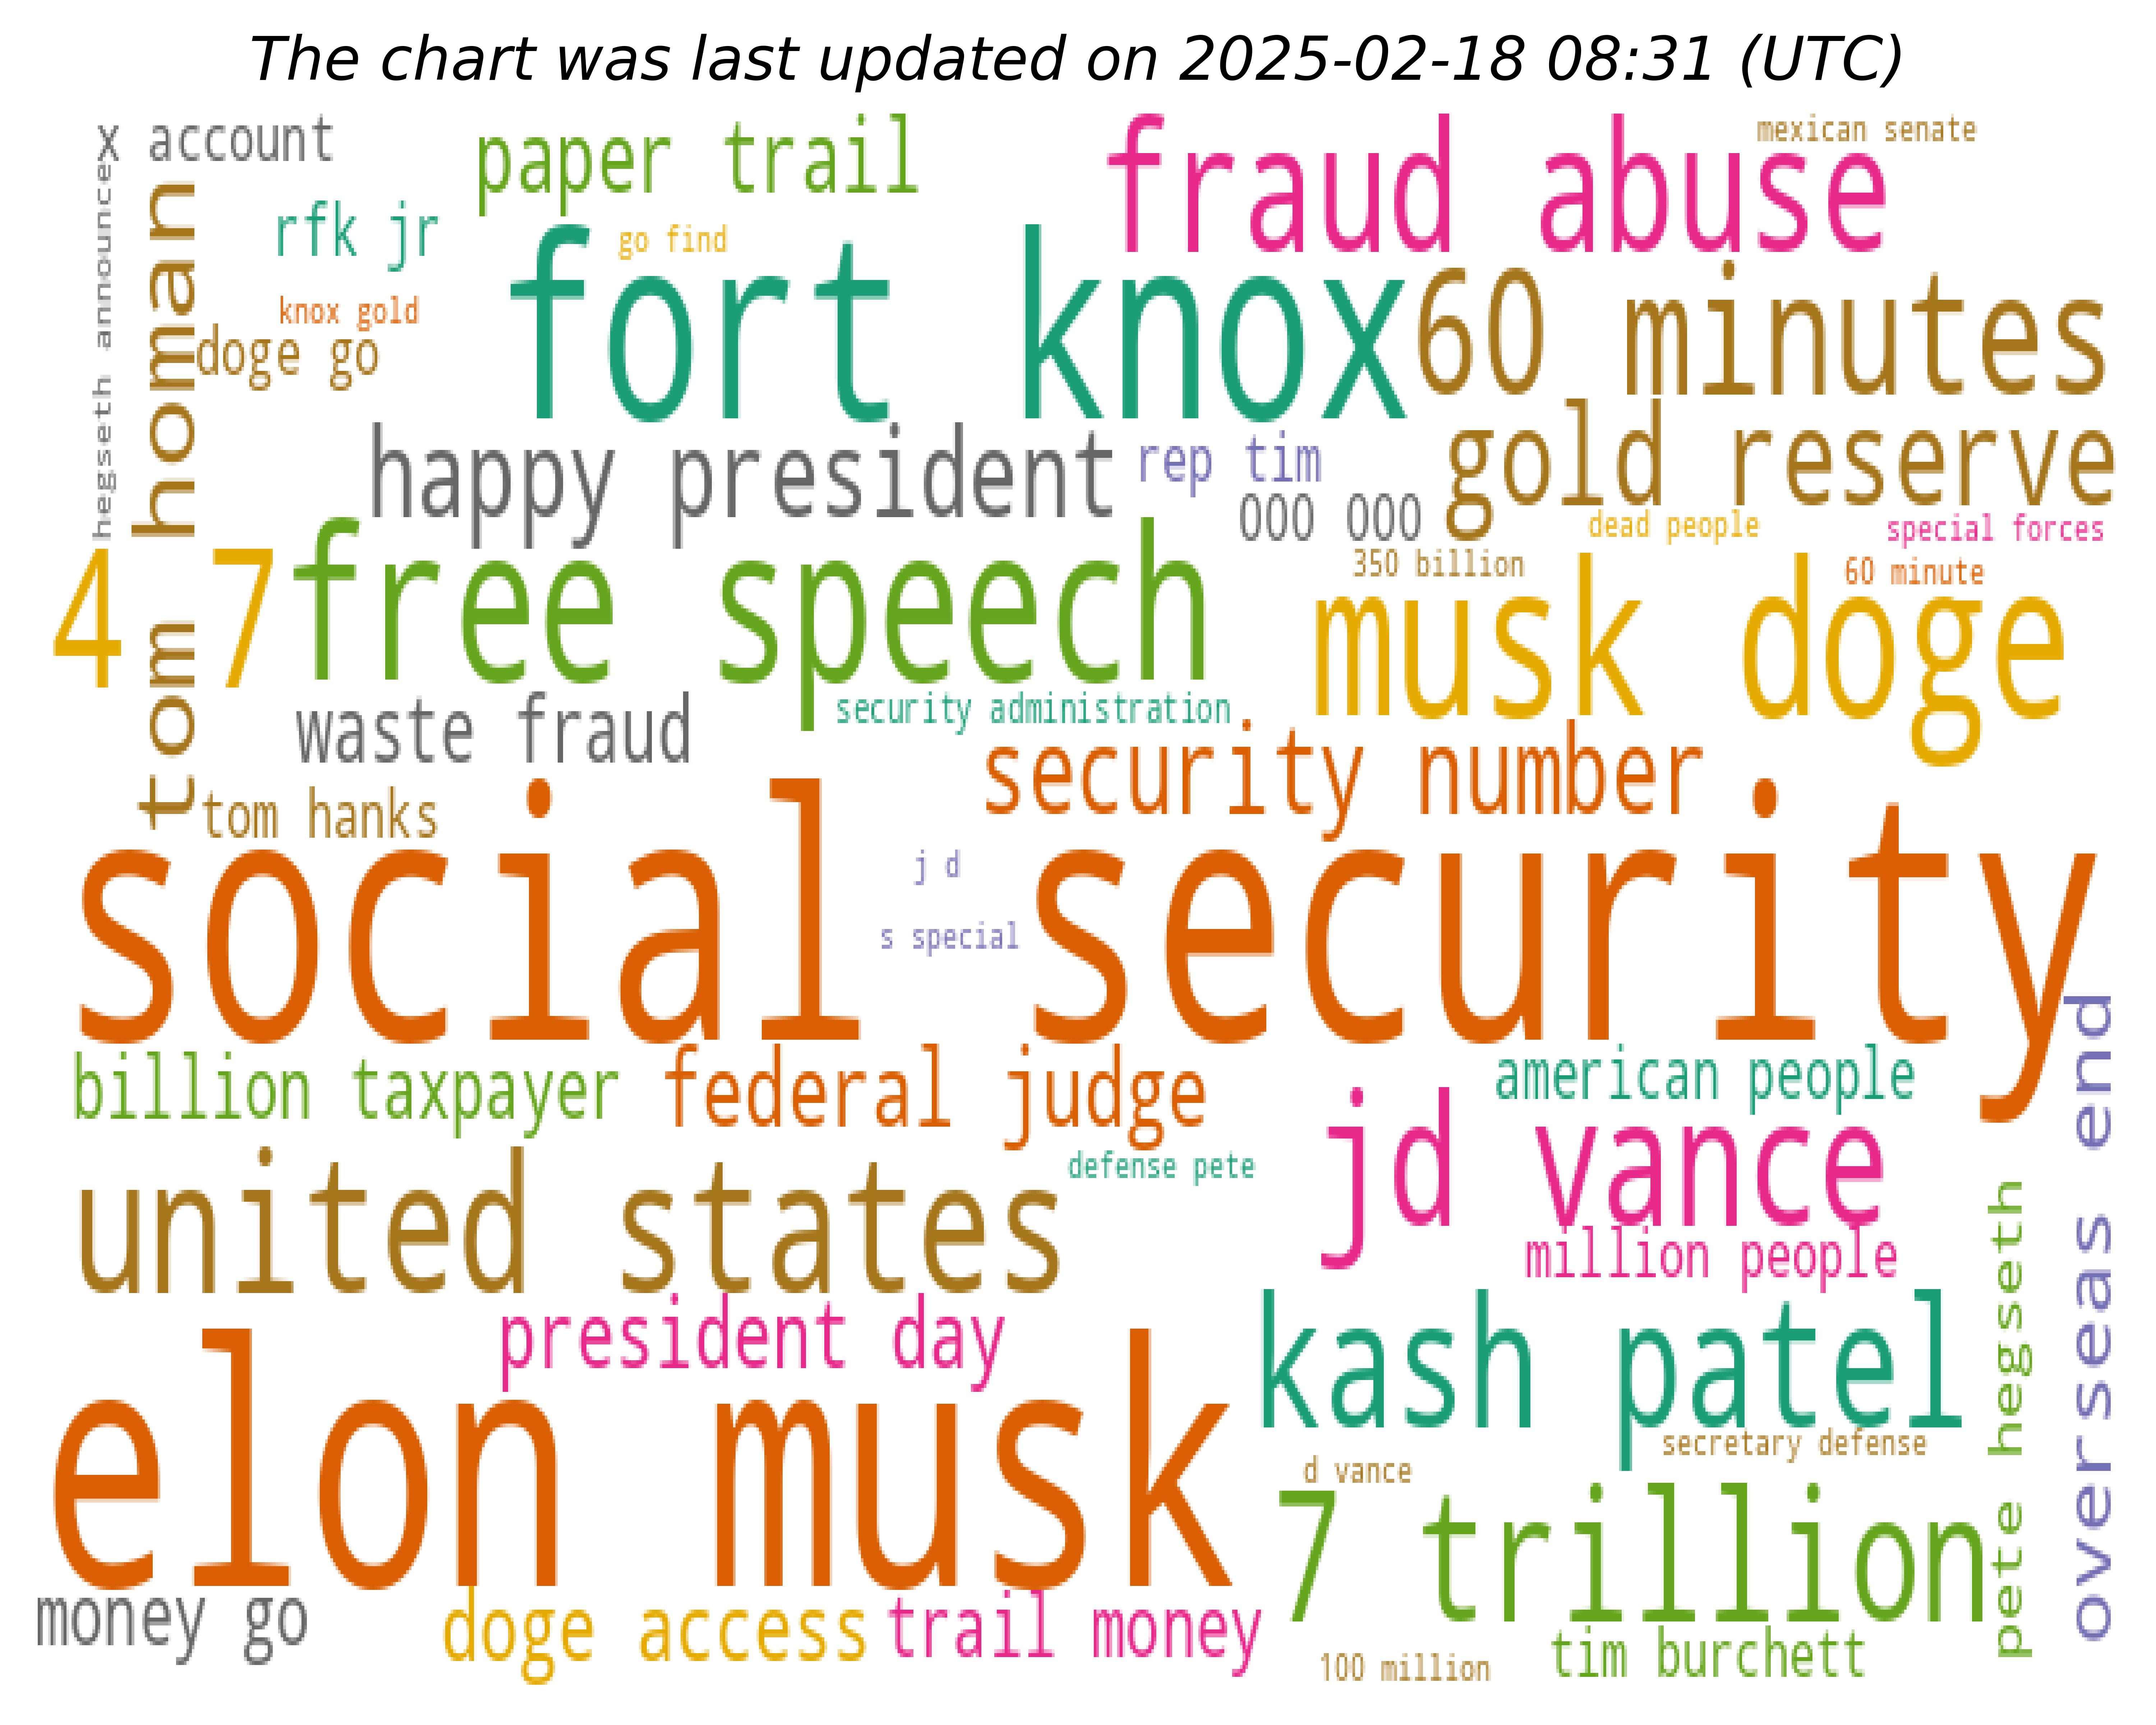 The chart was last updated on 2025-02-18 08:31 (UTC)
x account
paper trail
fraud abuse
mexican senate
hegseth announce
tom homan
rfk jr
go find
fort knox
60 minutes
knox gold
doge go
happy president
rep tim
gold reserve
000 000
dead people
special forces
4 7
free speech
350 billion
60 minute
musk doge
waste fraud
security administration
security number
tom hanks
social security
j d
s special
billion taxpayer
federal judge
american people
overseas end
united states
defense pete
jd vance
million people
pete hegseth
president day
kash patel
elon musk
secretary defense
d vance
7 trillion
money go
doge access
trail money
100 million
tim burchett